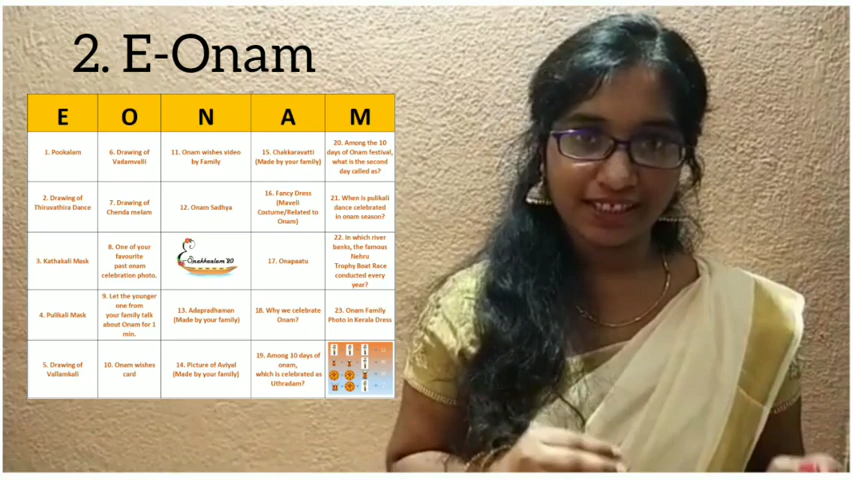 2. E-Onam
E O N A M
1. Pookalam
6. Drawing of
Vadamvalli
11. Onam wishes video
by Family
15. Chakkaravatti
(Made by your family)
20. Among the 10
days of Onam festival,
what is the second
day called as?
2. Drawing of
Thiruvathira Dance
7. Drawing of
Chenda melam
12. Onam Sadhya
16. Fancy Dress
(Maveli
Costume/Related to
Onam)
21. When is pulikali
dance celebrated
in onam season?
3. Kathakali Mask
8. One of your
favourite
past onam
celebration photo.
17. Onapaatu
22. In which river
banks, the famous
Nehru
Trophy Boat Race
conducted every
year?
4. Pulikali Mask
9. Let the younger
one from
your family talk
about Onam for 1
min.
13. Adapradhaman
(Made by your family)
18. Why we celebrate
Onam?
23. Onam Family
Photo in Kerala Dress
5. Drawing of
Vallamkali
10. Onam wishes
card
14. Picture of Aviyal
(Made by your family)
19. Among 10 days of
onam,
which is celebrated as
Uthradam?